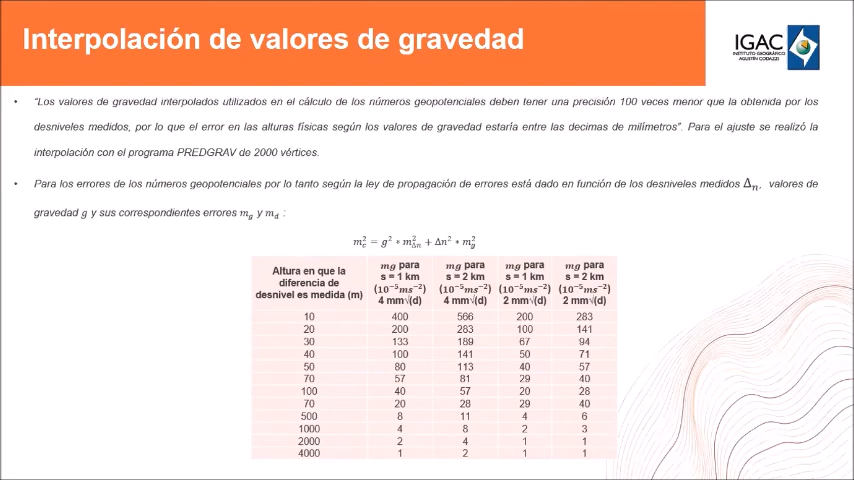 Interpolación de valores de gravedad
IGAC
INSTITUTO GEOGRÁFICO
AGUSTÍN CODAZZI
• “Los valores de gravedad interpolados utilizados en el cálculo de los números geopotenciales deben tener una precisión 100 veces menor que la obtenida por los
desniveles medidos, por lo que el error en las alturas físicas según los valores de gravedad estaría entre las decimas de milímetros”. Para el ajuste se realizó la
interpolación con el programa PREDGRAV de 2000 vértices.
• Para los errores de los números geopotenciales por lo tanto según la ley de propagación de errores está dado en función de los desniveles medidos Δₙ, valores de
gravedad g y sus correspondientes errores m_g y m_d :
m_c² = g² * m_Δn² + Δn² * m_g²
Altura en que la diferencia de desnivel es medida (m) | mg para s = 1 km (10⁻⁵ms⁻²) 4 mm√(d) | mg para s = 2 km (10⁻⁵ms⁻²) 4 mm√(d) | mg para s = 1 km (10⁻⁵ms⁻²) 2 mm√(d) | mg para s = 2 km (10⁻⁵ms⁻²) 2 mm√(d)
10 400 566 200 283
20 200 283 100 141
30 133 189 67 94
40 100 141 50 71
50 80 113 40 57
70 57 81 29 40
100 40 57 20 28
70 20 28 29 40
500 8 11 4 6
1000 4 8 2 3
2000 2 4 1 1
4000 1 2 1 1